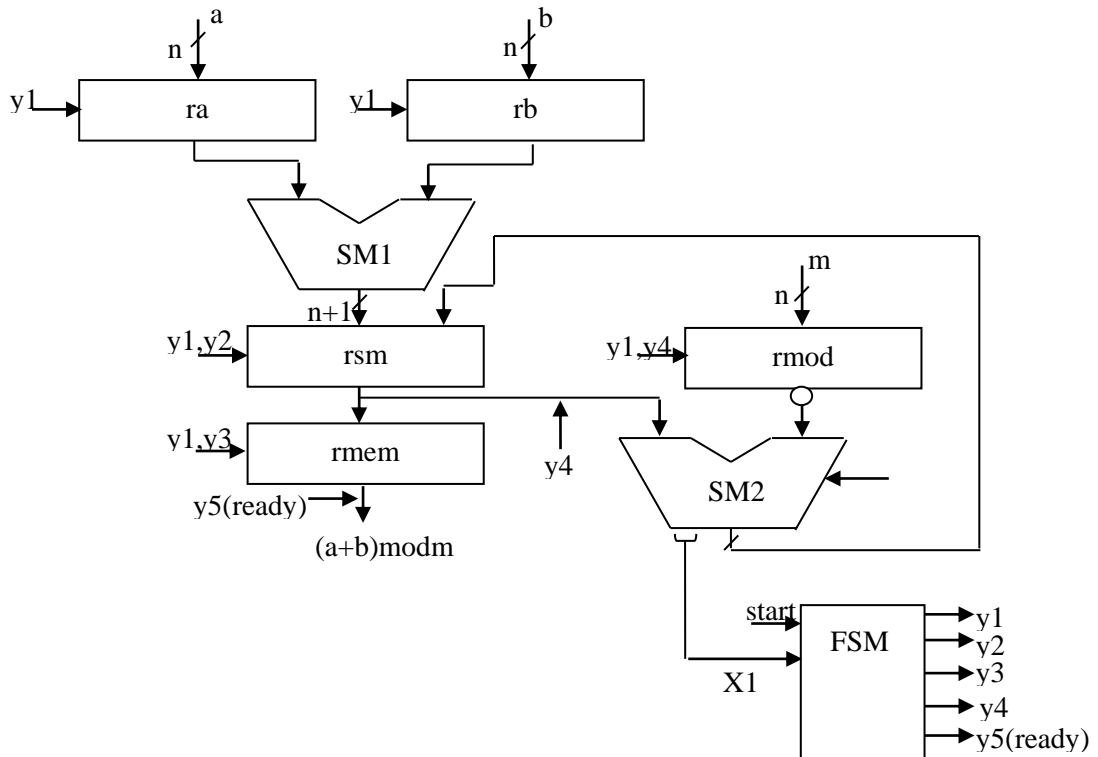 a
b
n
n
y1
ra
y1
rb
SM1
m
n+1
n
y1,y2
rsm
y1,y4
rmod
y1,y3
rmem
y4
SM2
y5(ready)
(a+b)modm
start
FSM
y1
y2
y3
X1
y4
y5(ready)